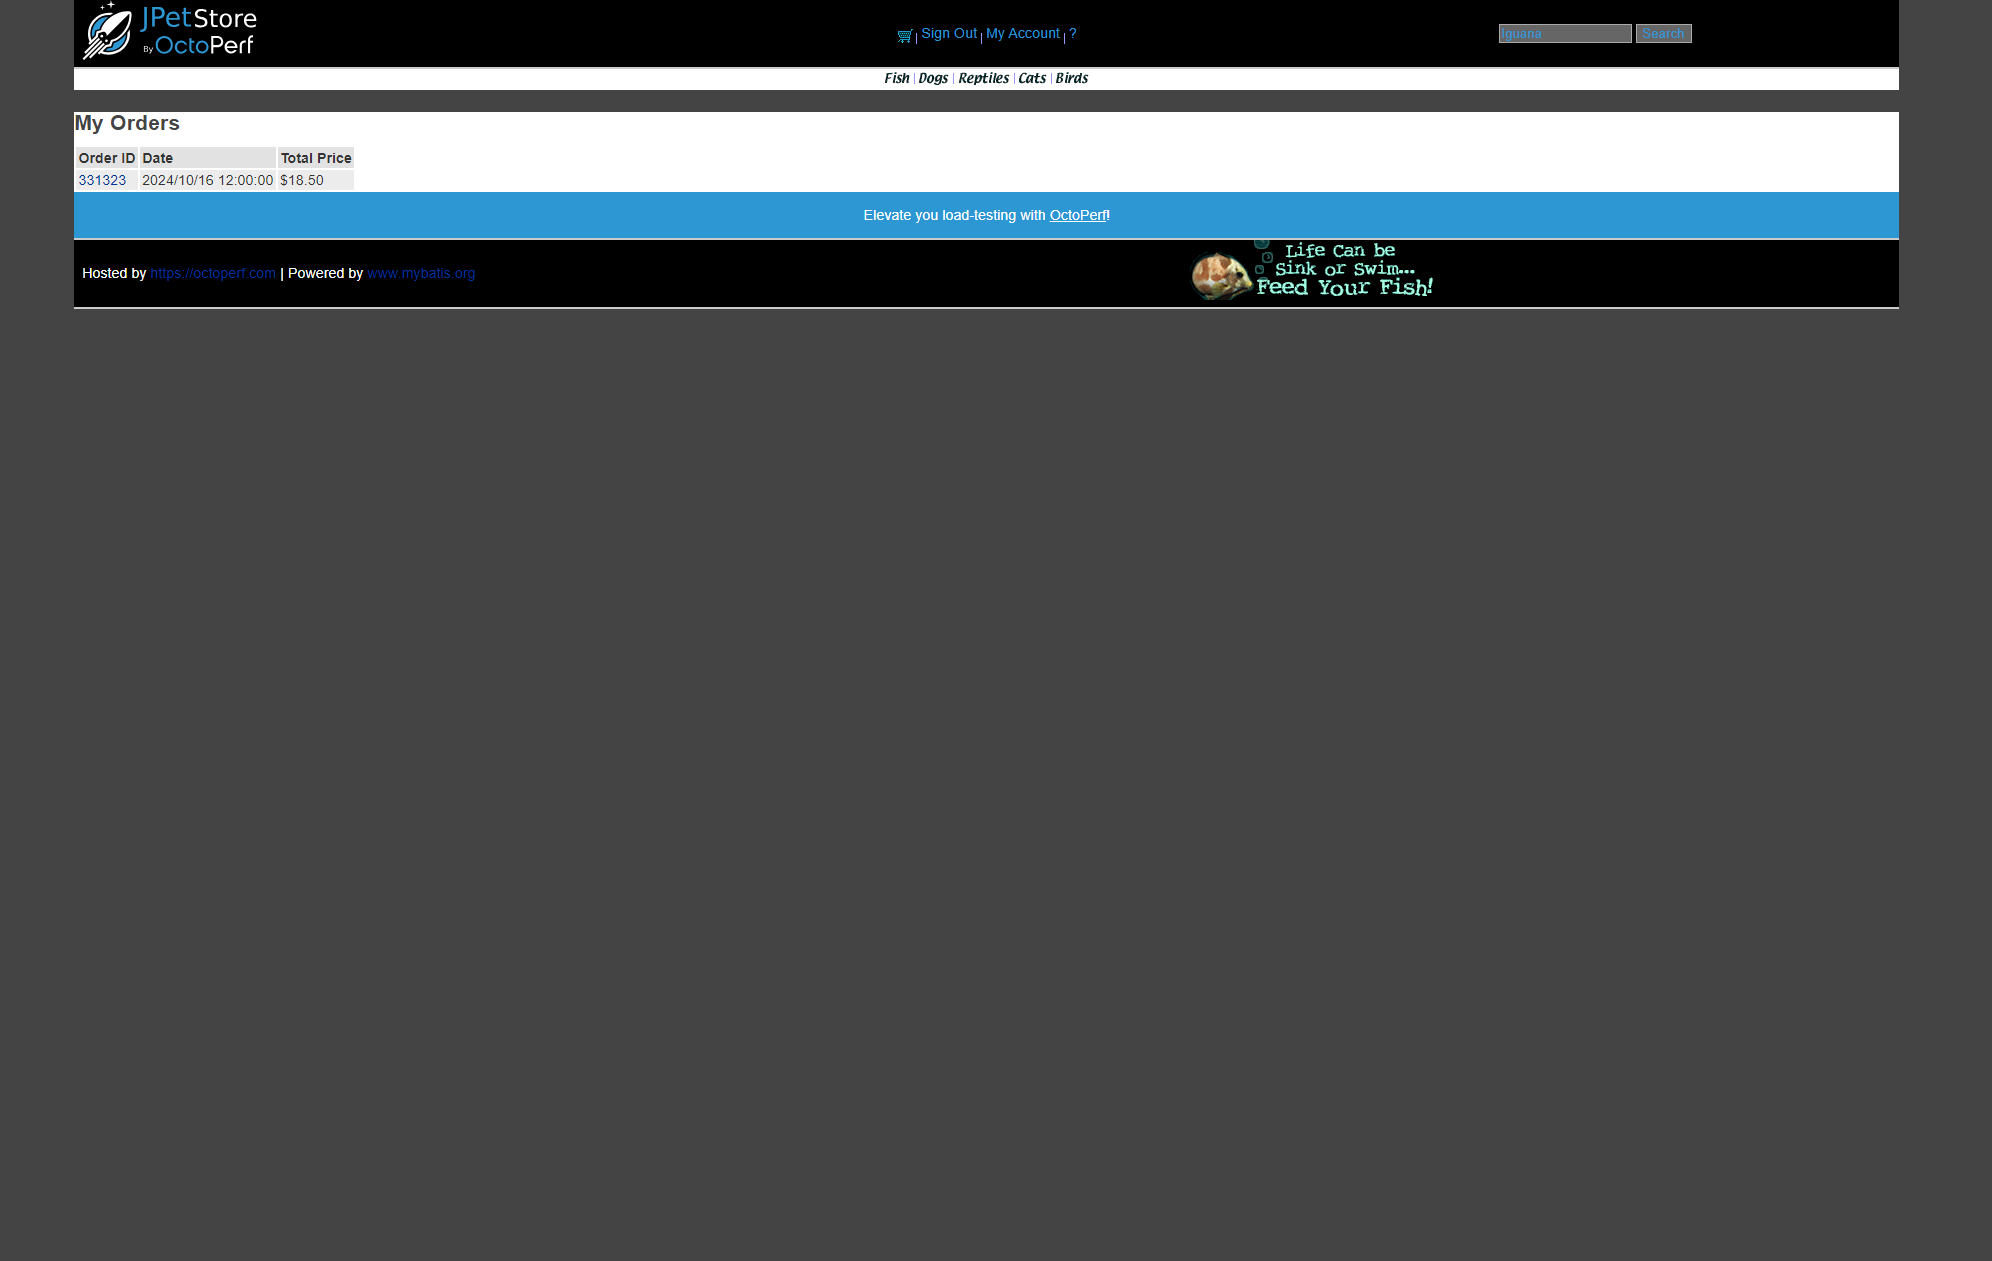 JPetStore
By OctoPerf
Sign Out | My Account | ?
Iguana Search
Fish | Dogs | Reptiles | Cats | Birds
My Orders
Order ID Date Total Price
331323 2024/10/16 12:00:00 $18.50
Elevate you load-testing with OctoPerf!
Life Can be
Sink or Swim...
Feed Your Fish!
Hosted by https://octoperf.com | Powered by www.mybatis.org